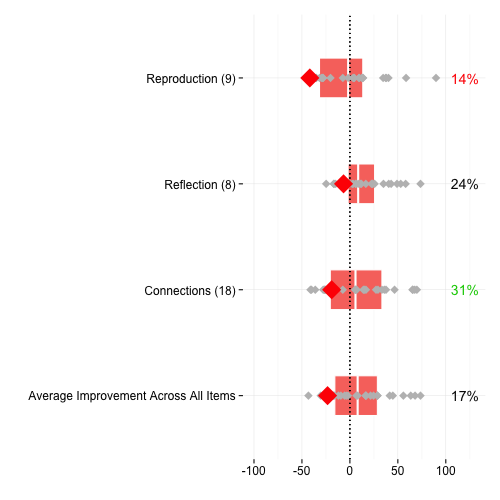 Reproduction (9) 14%
Reflection (8) 24%
Connections (18) 31%
Average Improvement Across All Items 17%
-100 -50 0 50 100